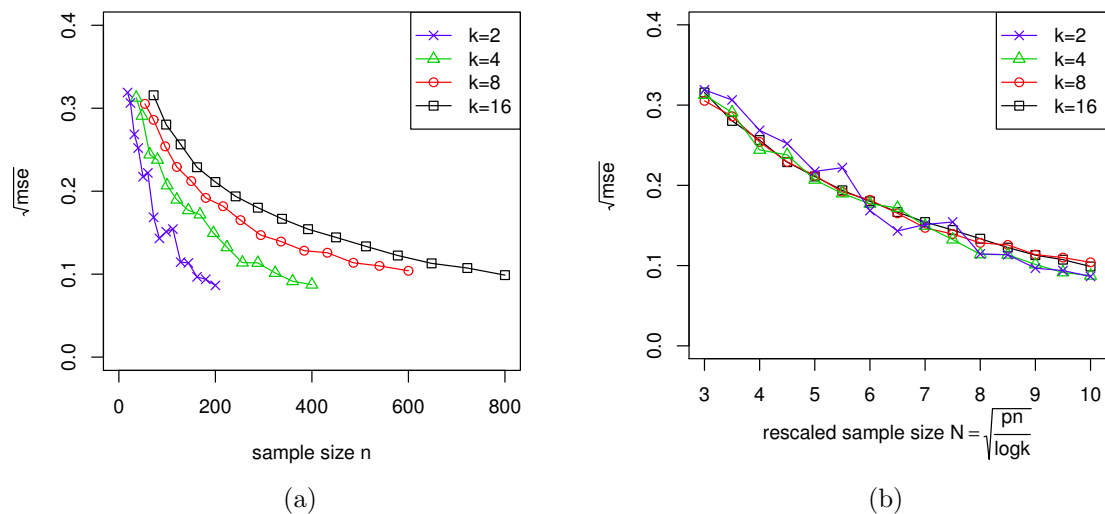 0.4
0.3
0.2
0.1
0.0
√mse
k=2
k=4
k=8
k=16
0 200 400 600 800
sample size n
(a)
0.4
0.3
0.2
0.1
0.0
√mse
k=2
k=4
k=8
k=16
3 4 5 6 7 8 9 10
rescaled sample size N = √(pn/logk)
(b)